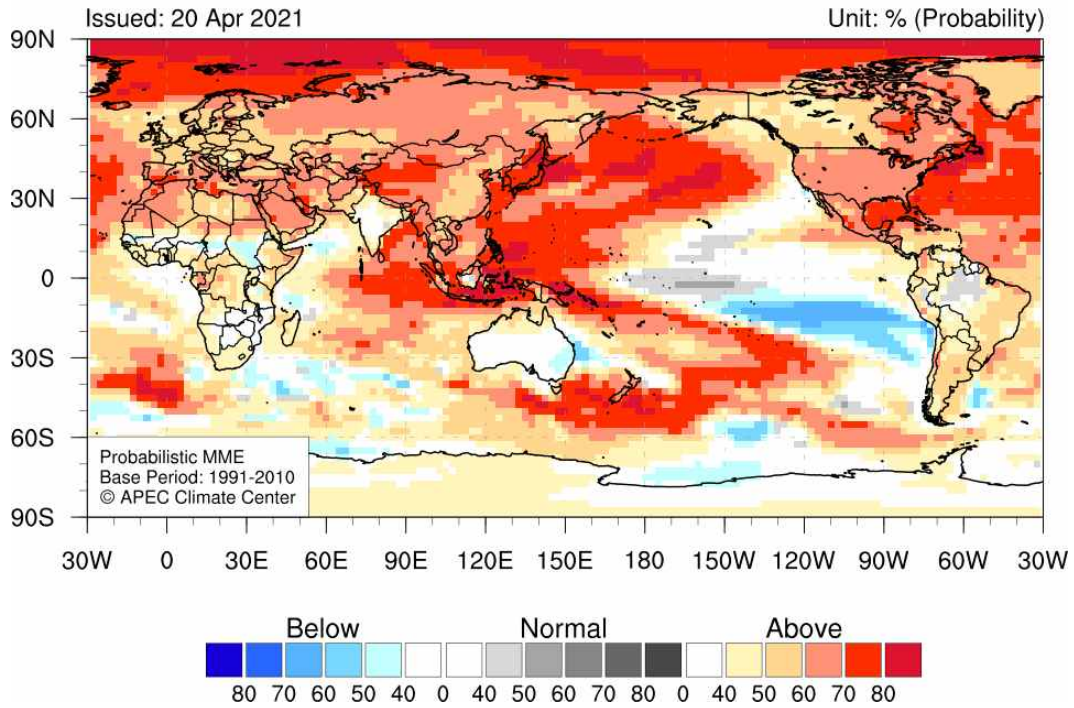 Issued: 20 Apr 2021 Unit: % (Probability)
90N
60N
30N
0
30S
60S
90S
Probabilistic MME
Base Period: 1991-2010
© APEC Climate Center
30W 0 30E 60E 90E 120E 150E 180 150W 120W 90W 60W 30W
Below Normal Above
80 70 60 50 40 0 40 50 60 70 80 0 40 50 60 70 80